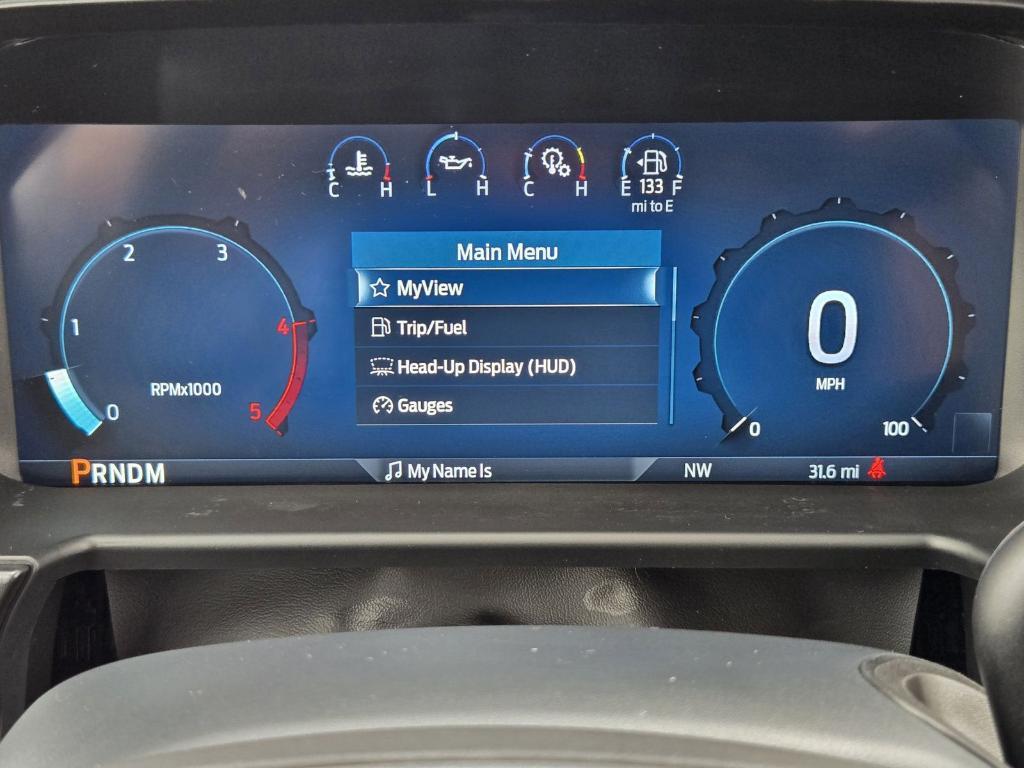 C H L H C H E 133 F
mi to E
Main Menu
MyView
Trip/Fuel
Head-Up Display (HUD)
Gauges
2 3
1 4
0 5
RPMx1000
0
MPH
0 100
PRNDM
My Name Is
NW
31.6 mi